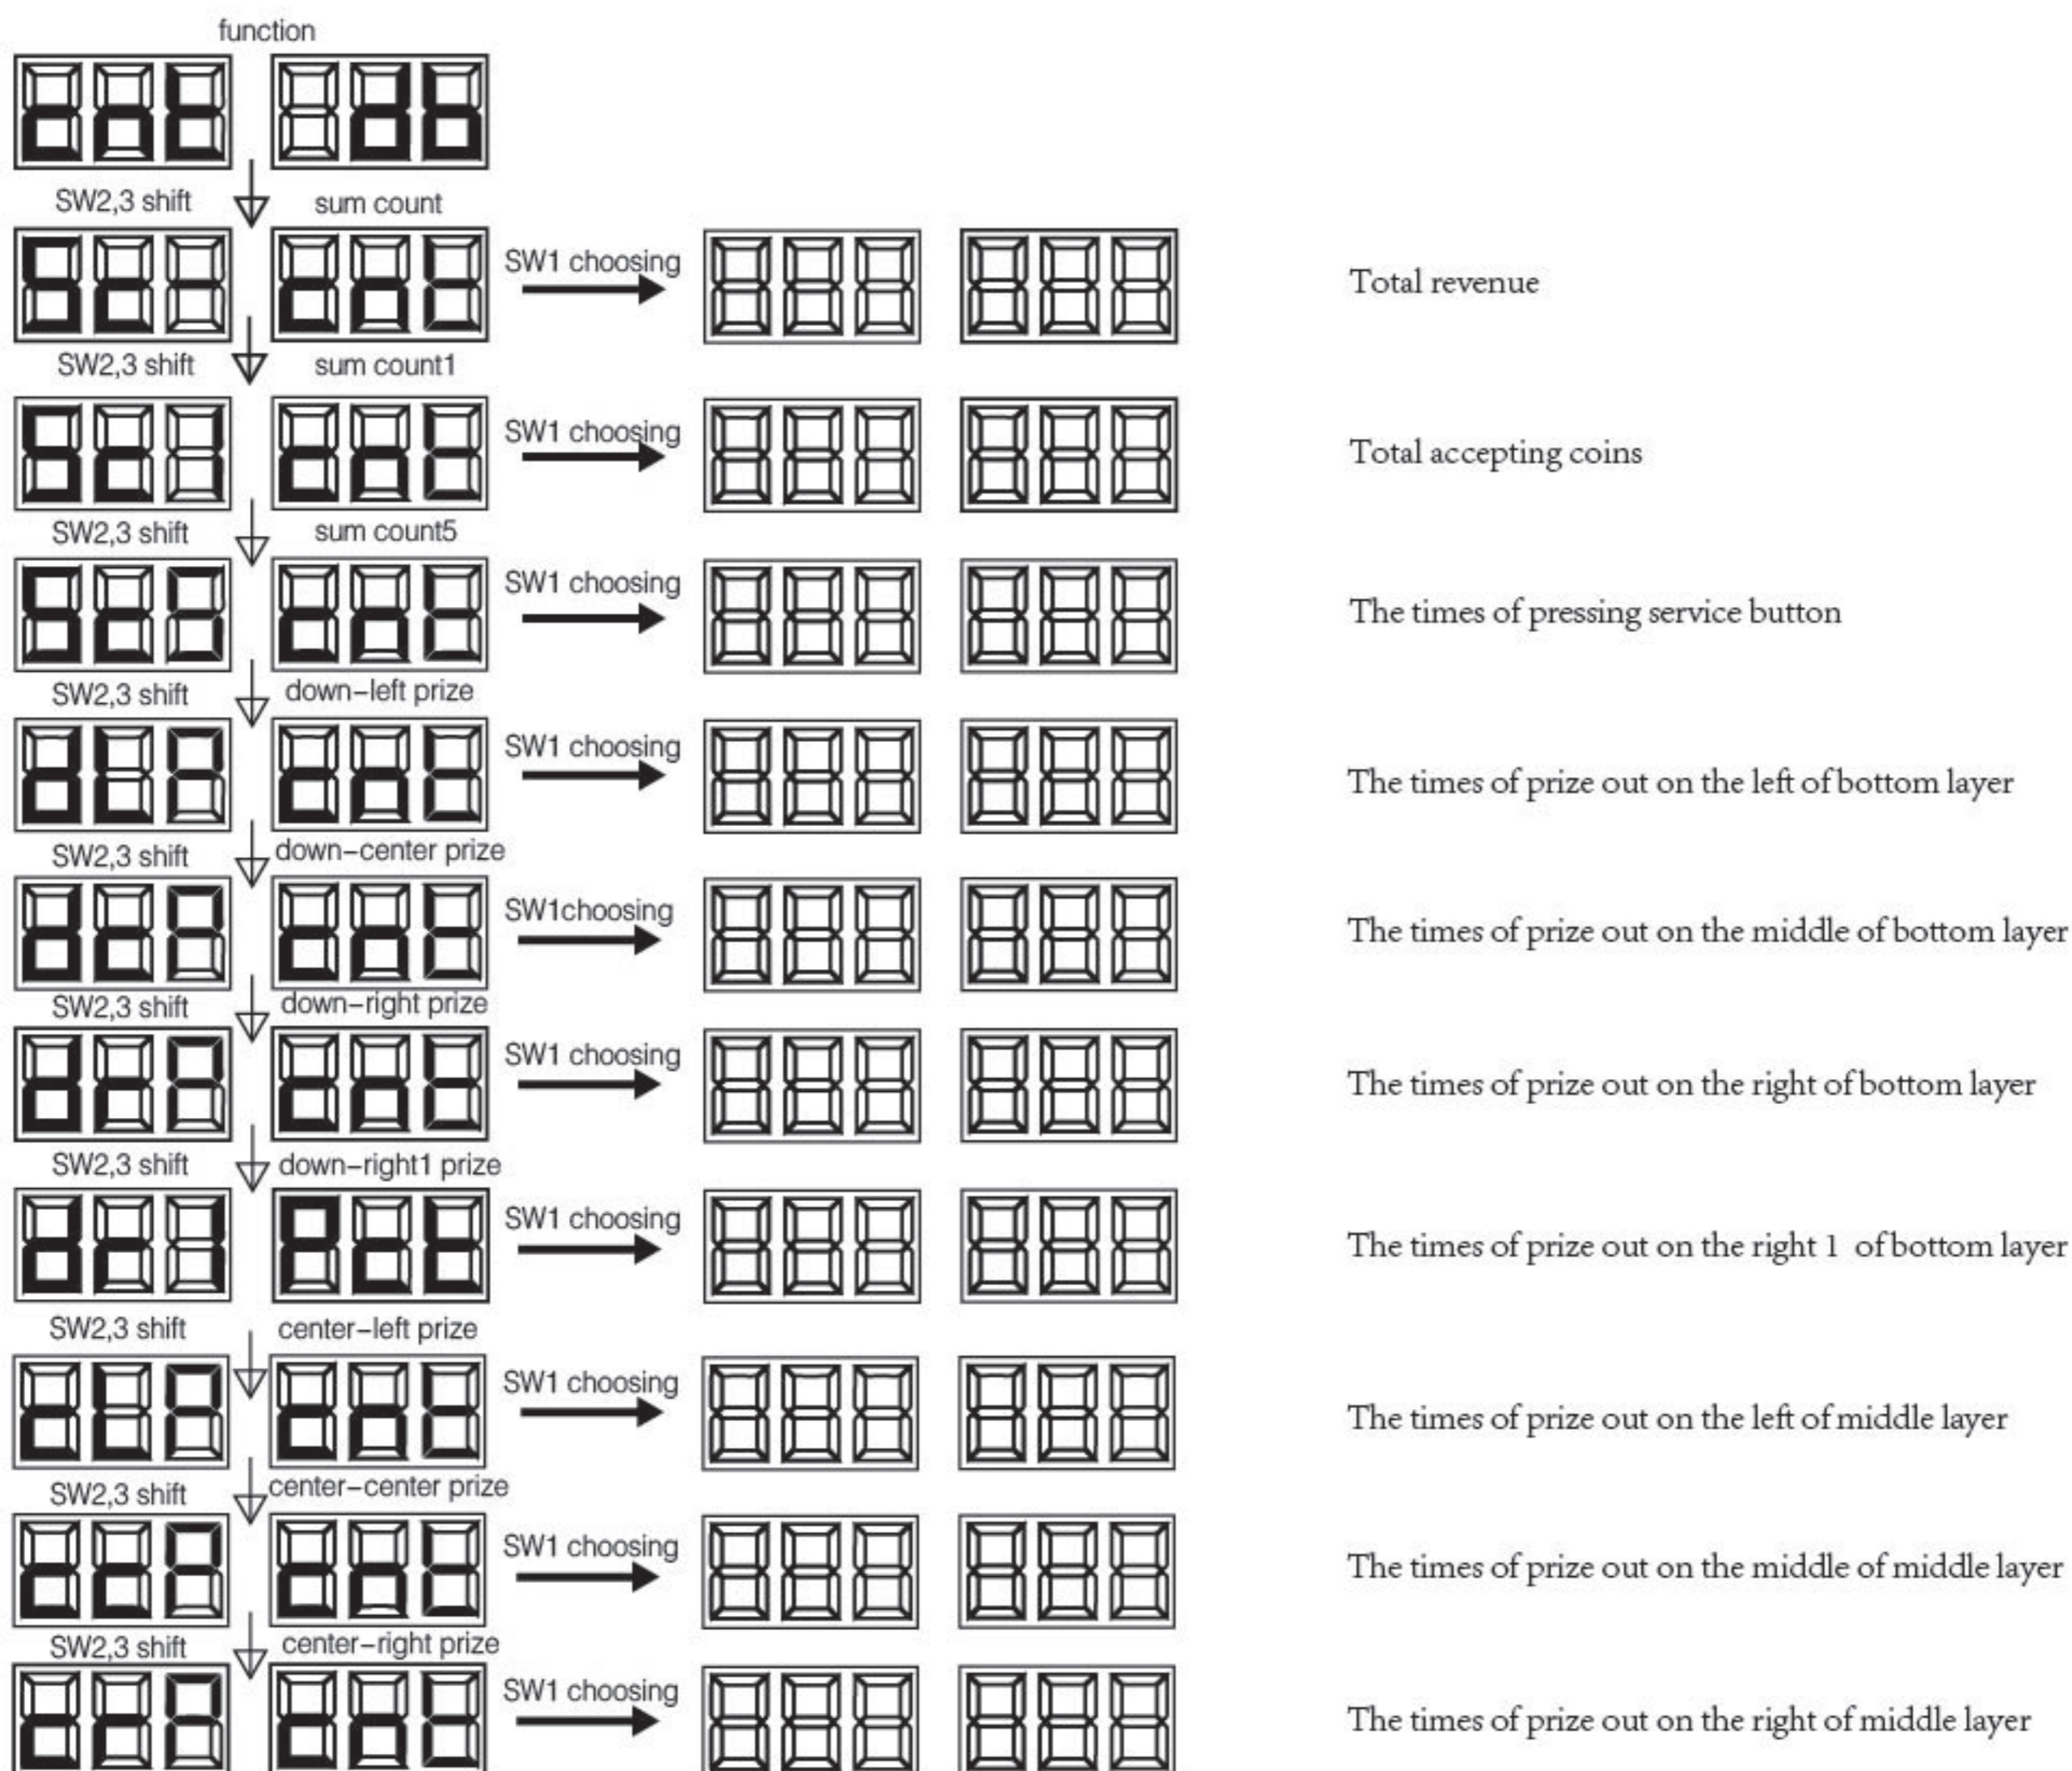 function
SW2,3 shift sum count
SW1 choosing Total revenue
SW2,3 shift sum count1
SW1 choosing Total accepting coins
SW2,3 shift sum count5
SW1 choosing The times of pressing service button
SW2,3 shift down-left prize
SW1 choosing The times of prize out on the left of bottom layer
SW2,3 shift down-center prize
SW1choosing The times of prize out on the middle of bottom layer
SW2,3 shift down-right prize
SW1 choosing The times of prize out on the right of bottom layer
SW2,3 shift down-right1 prize
SW1 choosing The times of prize out on the right 1 of bottom layer
SW2,3 shift center-left prize
SW1 choosing The times of prize out on the left of middle layer
SW2,3 shift center-center prize
SW1 choosing The times of prize out on the middle of middle layer
SW2,3 shift center-right prize
SW1 choosing The times of prize out on the right of middle layer